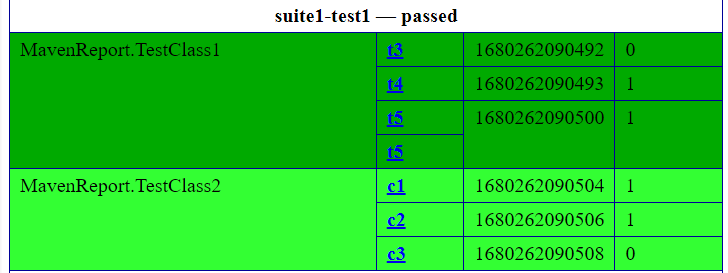 suite1-test1 — passed
MavenReport.TestClass1 t3 1680262090492 0
t4 1680262090493 1
t5 1680262090500 1
t5
MavenReport.TestClass2 c1 1680262090504 1
c2 1680262090506 1
c3 1680262090508 0